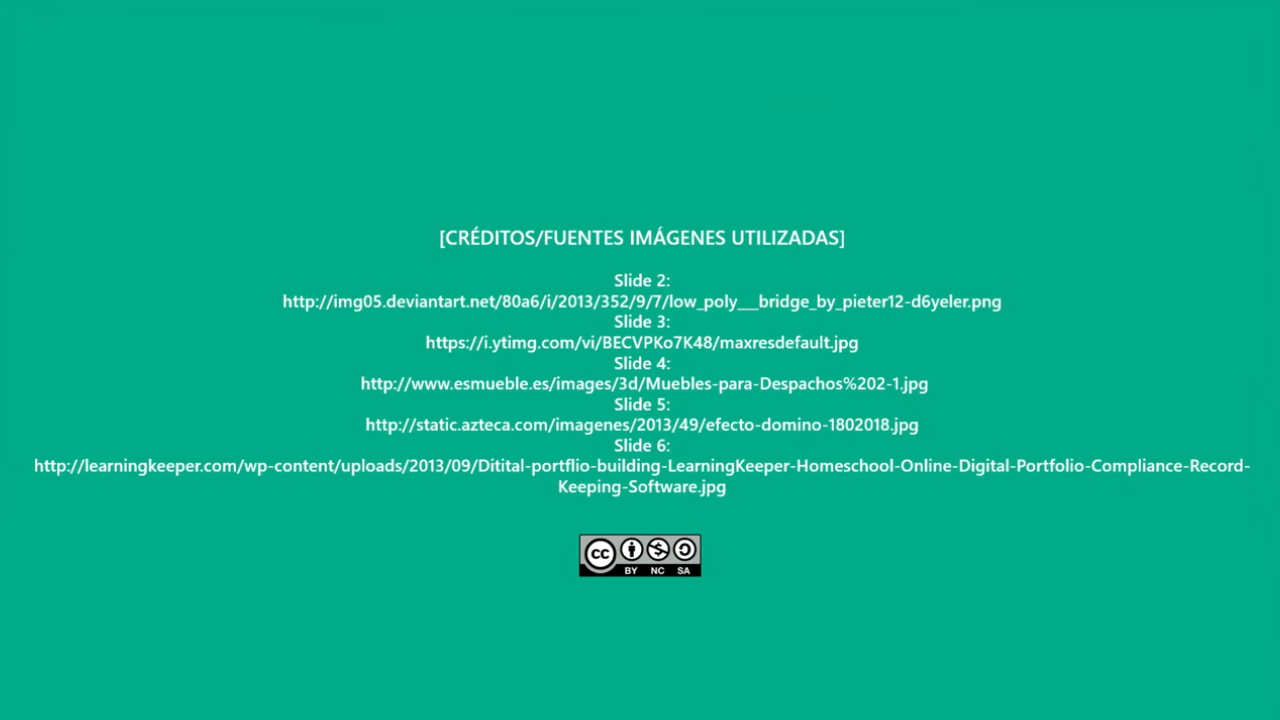 [CRÉDITOS/FUENTES IMÁGENES UTILIZADAS]
Slide 2:
http://img05.deviantart.net/80a6/i/2013/352/9/7/low_poly___bridge_by_pieter12-d6yeler.png
Slide 3:
https://i.ytimg.com/vi/BECVPKo7K48/maxresdefault.jpg
Slide 4:
http://www.esmueble.es/images/3d/Muebles-para-Despachos%202-1.jpg
Slide 5:
http://static.azteca.com/imagenes/2013/49/efecto-domino-1802018.jpg
Slide 6:
http://learningkeeper.com/wp-content/uploads/2013/09/Ditital-portflio-building-LearningKeeper-Homeschool-Online-Digital-Portfolio-Compliance-Record-
Keeping-Software.jpg
cc
BY NC SA